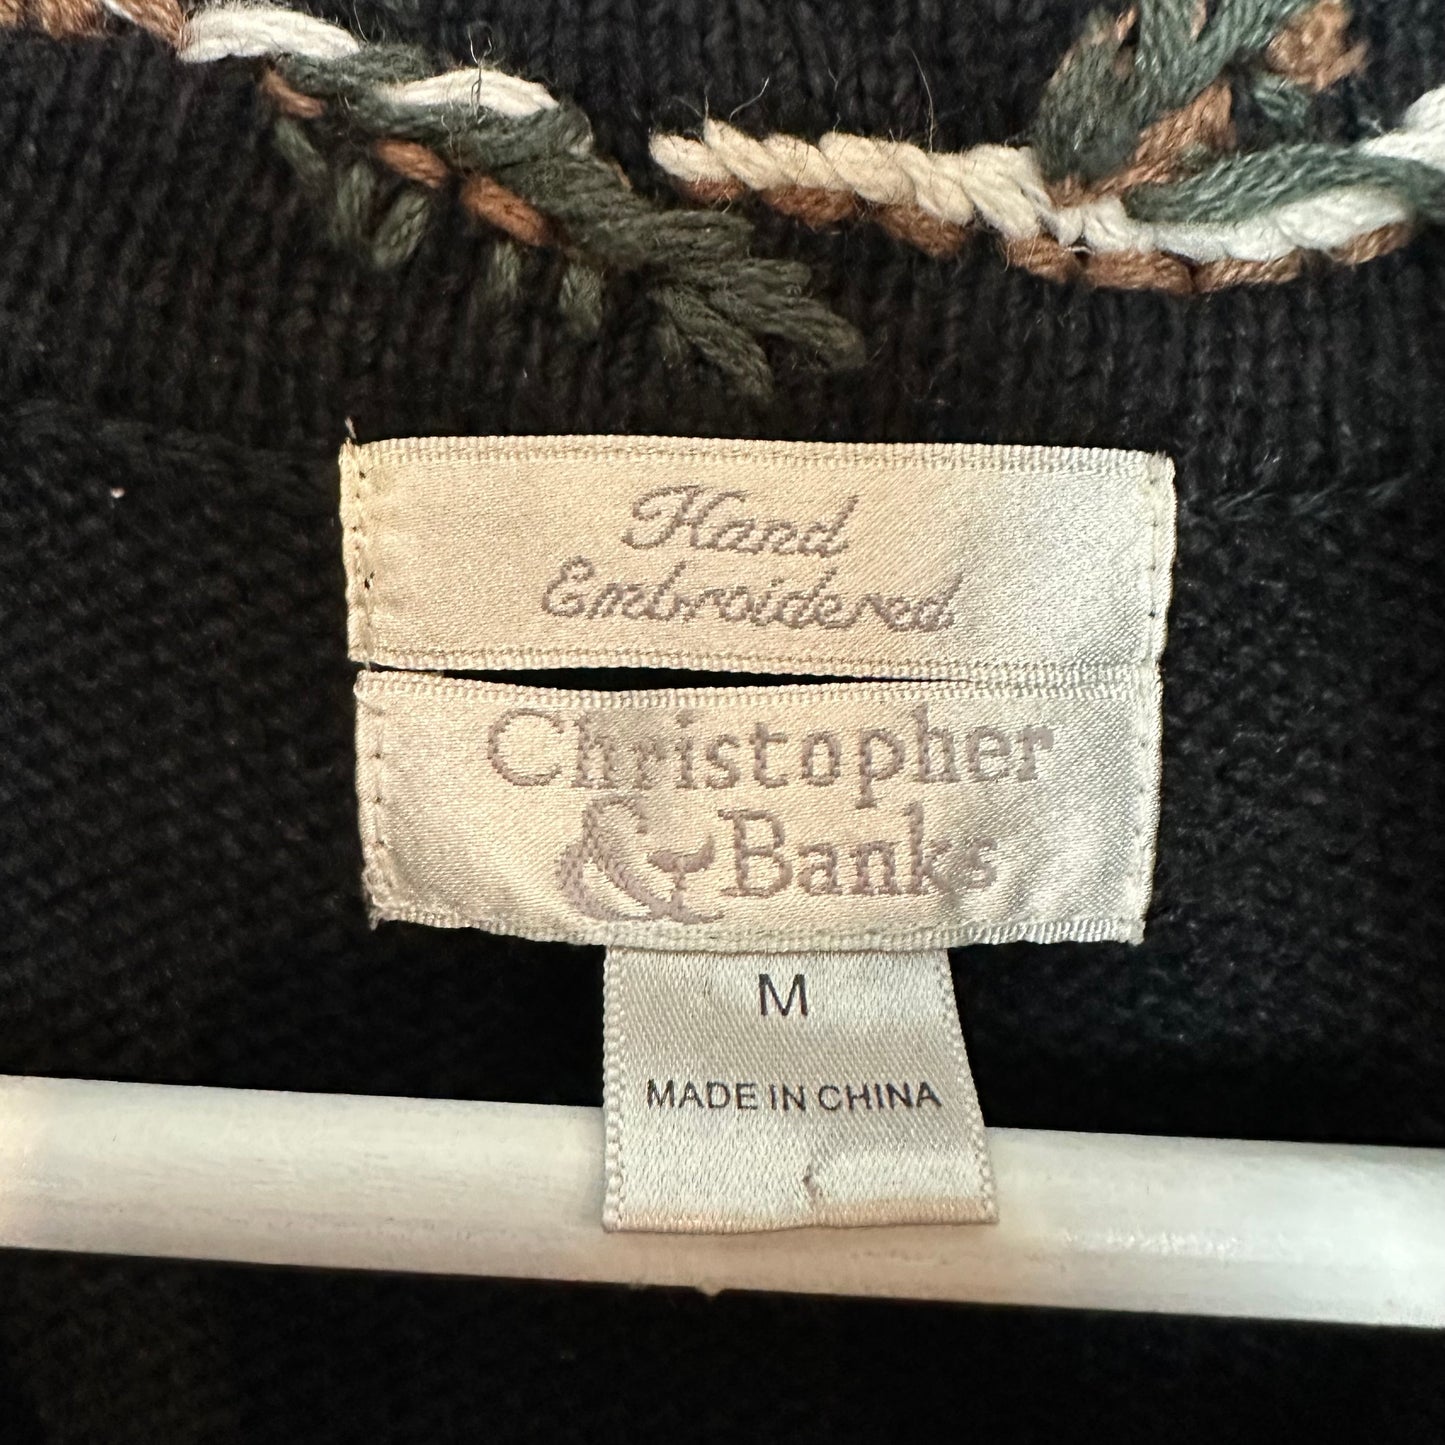 Hand
Embroidered
Christopher
& Banks
M
MADE IN CHINA